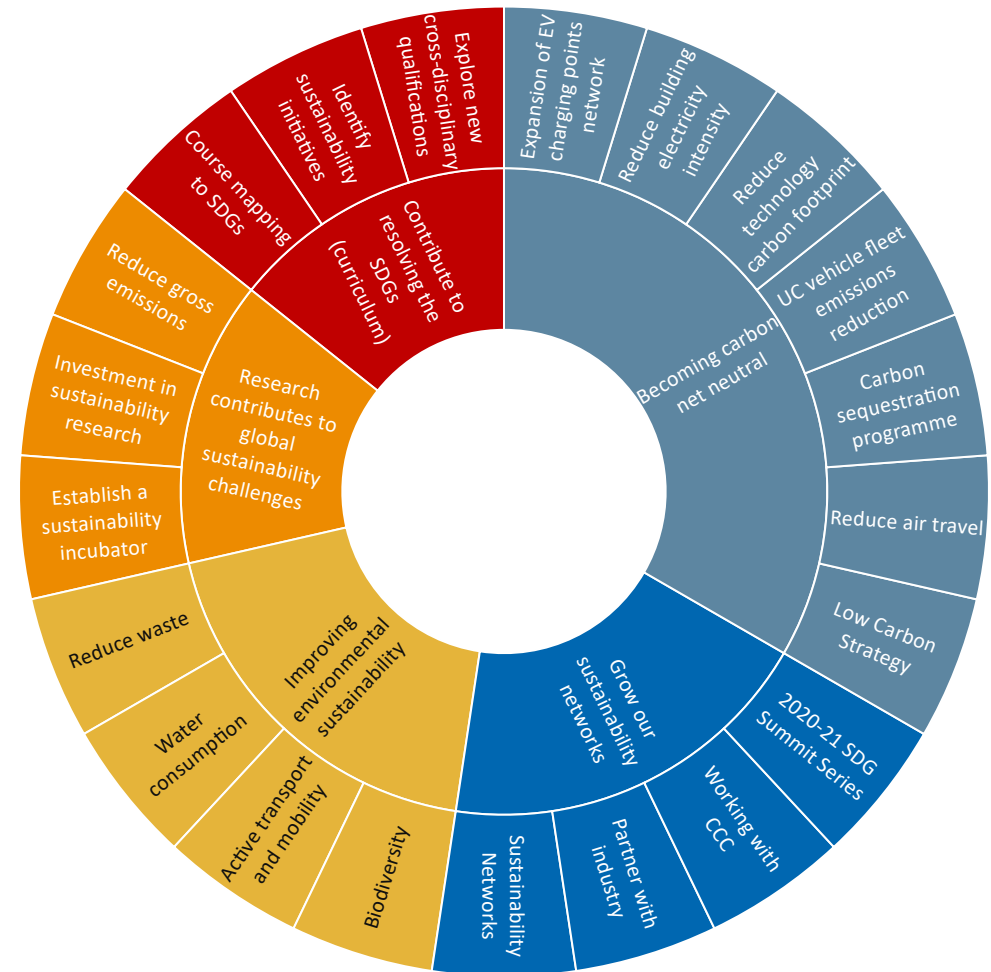 Expansion of EV
charging points
network
Reduce building
electricity
intensity
Reduce
technology
carbon footprint
UC vehicle fleet
emissions
reduction
Carbon
sequestration
programme
Reduce air travel
Low Carbon
Strategy
Becoming carbon
net neutral
2020-21 SDG
Summit Series
Working with
CCC
Partner with
industry
Sustainability
Networks
Grow our
sustainability
networks
Biodiversity
Active transport
and mobility
Water
consumption
Reduce waste
Improving
environmental
sustainability
Establish a
sustainability
incubator
Investment in
sustainability
research
Reduce gross
emissions
Research
contributes to
global
sustainability
challenges
Course mapping
to SDGs
Identify
sustainability
initiatives
Explore new
cross-disciplinary
qualifications
Contribute to
resolving the
SDGs
(curriculum)